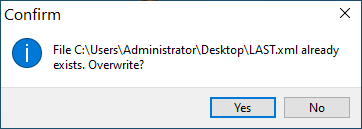 Confirm
File C:\Users\Administrator\Desktop\LAST.xml already
exists. Overwrite?
Yes
No